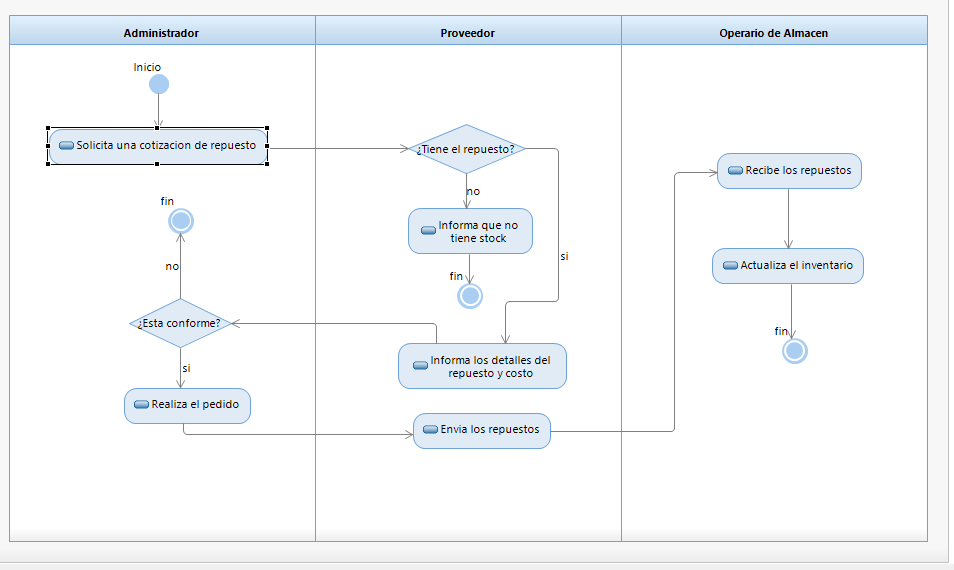 Administrador
Proveedor
Operario de Almacen
Inicio
Solicita una cotizacion de repuesto
¿Tiene el repuesto?
Recibe los repuestos
no
fin
Informa que no
tiene stock
si
no
Actualiza el inventario
fin
¿Esta conforme?
fin
Informa los detalles del
repuesto y costo
si
Realiza el pedido
Envia los repuestos